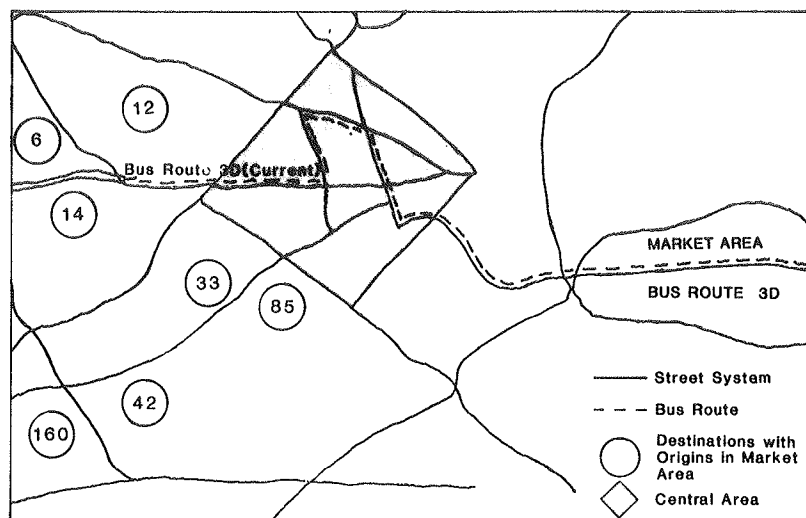 12
6
Bus Route 3D(Current)
14
MARKET AREA
33
BUS ROUTE 3D
85
Street System
42
Bus Route
160
Destinations with
Origins in Market
Area
Central Area